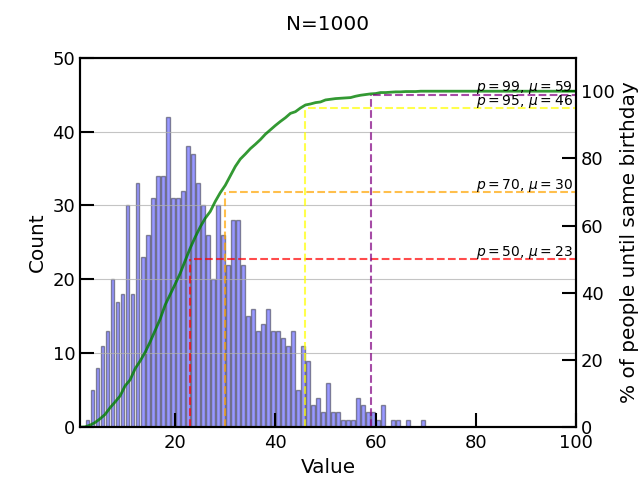 N=1000
50
40
30
20
10
0
Count
20
40
60
80
100
Value
100
80
60
40
20
0
% of people until same birthday
p = 99, μ = 59
p = 95, μ = 46
p = 70, μ = 30
p = 50, μ = 23